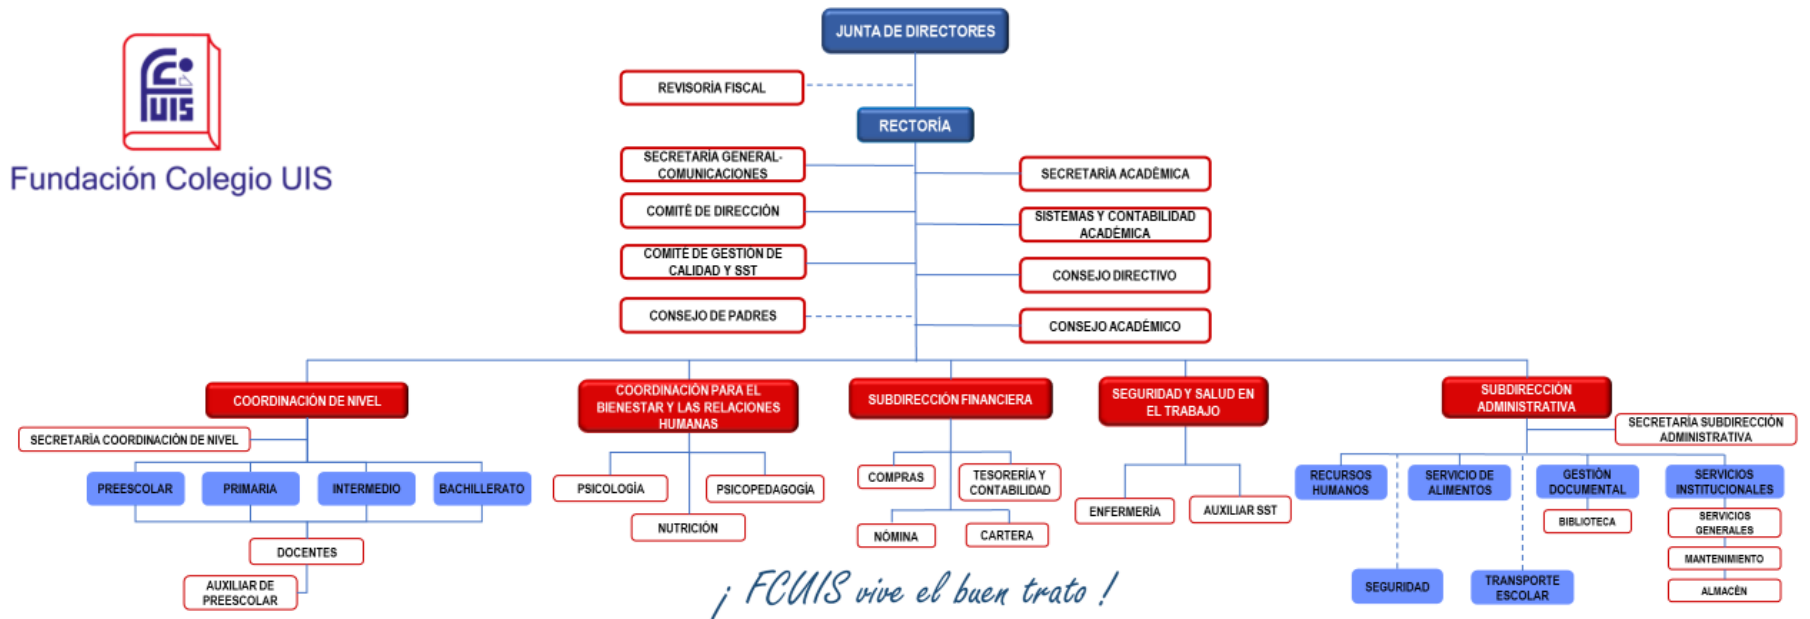 JUNTA DE DIRECTORES
REVISORÍA FISCAL
RECTORÍA
FUIS
Fundación Colegio UIS
SECRETARÍA GENERAL-
COMUNICACIONES
SECRETARÍA ACADÉMICA
COMITÉ DE DIRECCIÓN
SISTEMAS Y CONTABILIDAD
ACADÉMICA
COMITÉ DE GESTIÓN DE
CALIDAD Y SST
CONSEJO DIRECTIVO
CONSEJO DE PADRES
CONSEJO ACADÉMICO
COORDINACIÓN DE NIVEL
COORDINACIÓN PARA EL
BIENESTAR Y LAS RELACIONES
HUMANAS
SUBDIRECCIÓN FINANCIERA
SEGURIDAD Y SALUD EN
EL TRABAJO
SUBDIRECCIÓN
ADMINISTRATIVA
SECRETARÍA COORDINACIÓN DE NIVEL
SECRETARÍA SUBDIRECCIÓN
ADMINISTRATIVA
PREESCOLAR
PRIMARIA
INTERMEDIO
BACHILLERATO
PSICOLOGÍA
PSICOPEDAGOGÍA
NUTRICIÓN
COMPRAS
TESORERÍA Y
CONTABILIDAD
NÓMINA
CARTERA
ENFERMERÍA
AUXILIAR SST
RECURSOS
HUMANOS
SERVICIO DE
ALIMENTOS
GESTIÓN
DOCUMENTAL
SERVICIOS
INSTITUCIONALES
BIBLIOTECA
SERVICIOS
GENERALES
MANTENIMIENTO
ALMACÉN
DOCENTES
AUXILIAR DE
PREESCOLAR
SEGURIDAD
TRANSPORTE
ESCOLAR
¡ FCUIS vive el buen trato !